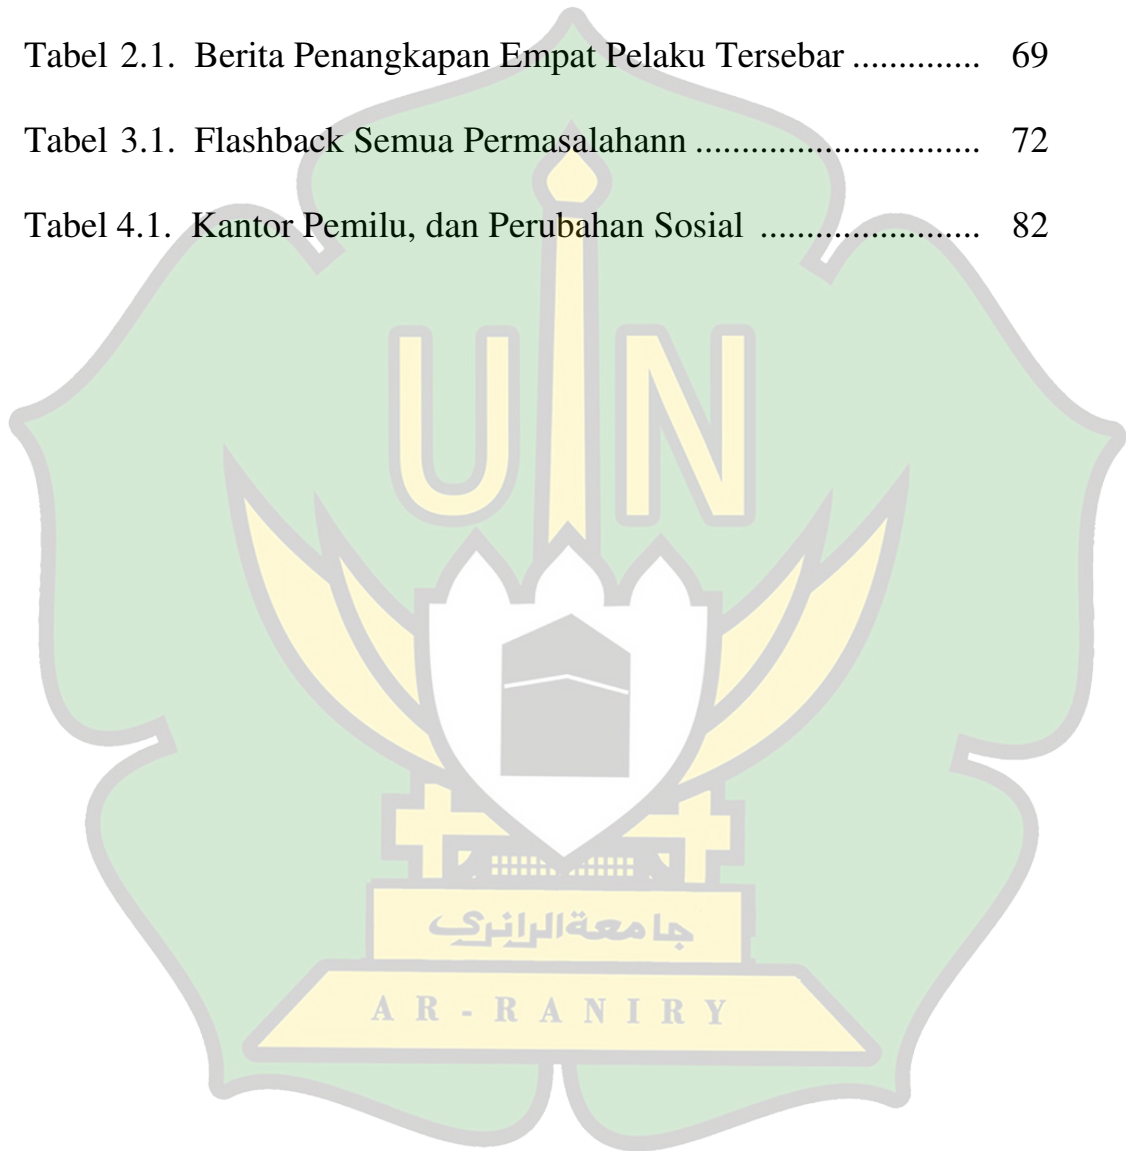 Tabel 2.1. Berita Penangkapan Empat Pelaku Tersebar .............. 69
Tabel 3.1. Flashback Semua Permasalahann ............................... 72
Tabel 4.1. Kantor Pemilu, dan Perubahan Sosial ........................ 82
UIN
جامعة الرانري
AR-RANIRY